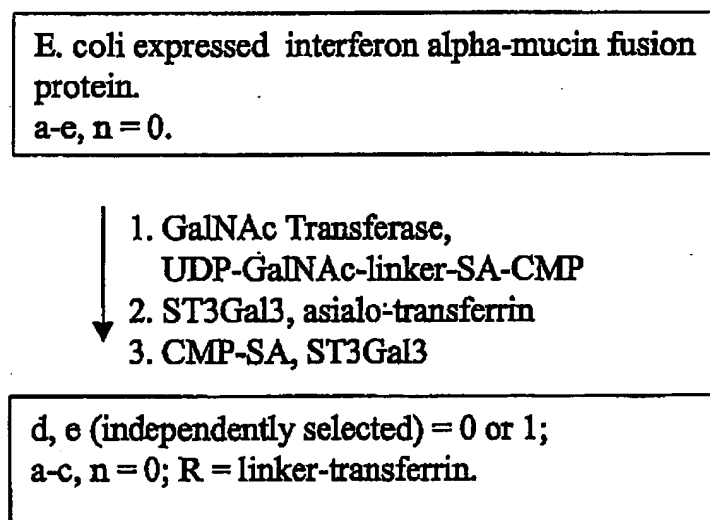 E. coli expressed interferon alpha-mucin fusion
protein.
a-e, n = 0.
1. GalNAc Transferase,
UDP-GalNAc-linker-SA-CMP
2. ST3Gal3, asialo-transferrin
3. CMP-SA, ST3Gal3
d, e (independently selected) = 0 or 1;
a-c, n = 0; R = linker-transferrin.